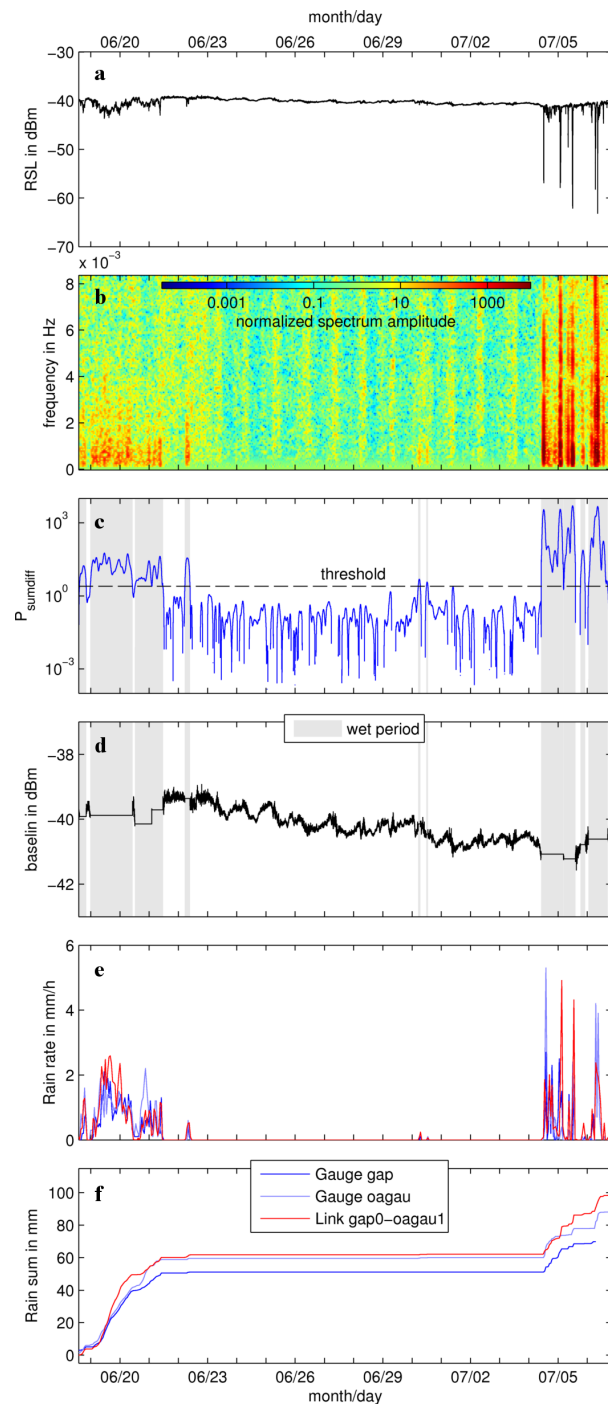 month/day
06/20 06/23 06/26 06/29 07/02 07/05
−30
a
−40
−50
−60
−70
RSL in dBm
x 10⁻³
8
b
0.001 0.1 10 1000
normalized spectrum amplitude
6
4
2
0
frequency in Hz
10³
c
threshold
10⁰
10⁻³
P_sumdiff
−38
d
wet period
−40
−42
baselin in dBm
6
e
4
2
0
Rain rate in mm/h
100
f
80
60
40
20
0
Rain sum in mm
Gauge gap
Gauge oagau
Link gap0−oagau1
06/20 06/23 06/26 06/29 07/02 07/05
month/day